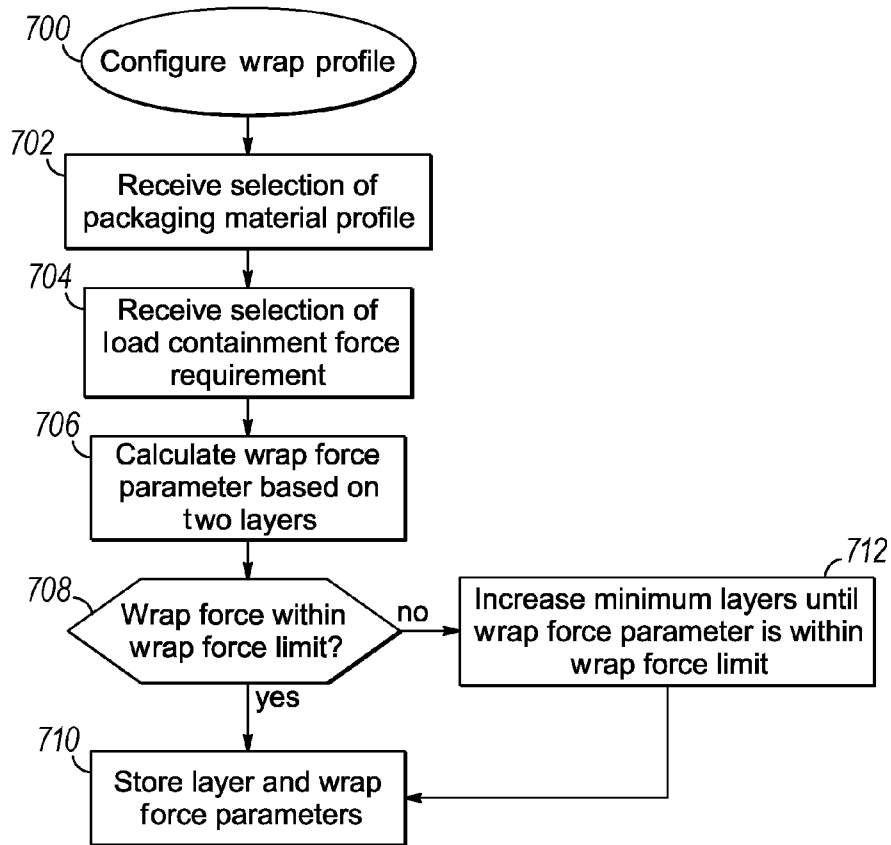 700
Configure wrap profile
702
Receive selection of
packaging material profile
704
Receive selection of
load containment force
requirement
706
Calculate wrap force
parameter based on
two layers
708
Wrap force within
wrap force limit?
no
712
Increase minimum layers until
wrap force parameter is within
wrap force limit
yes
710
Store layer and wrap
force parameters